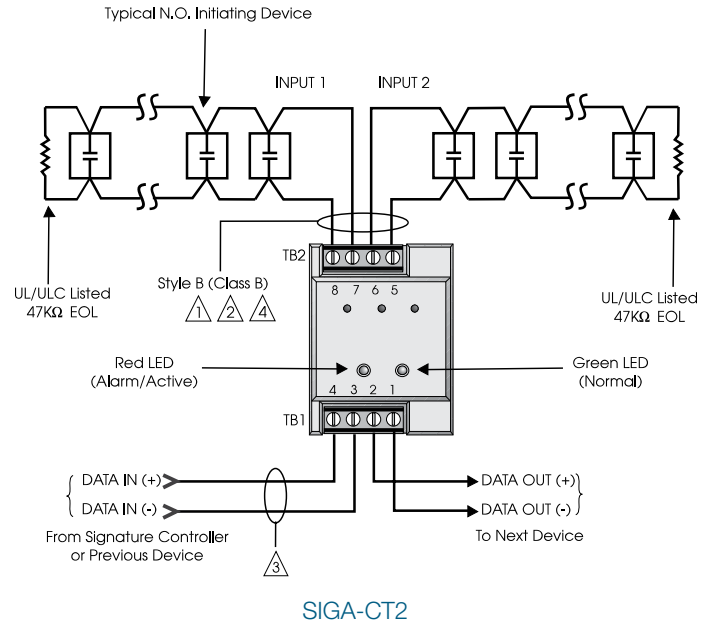 Typical N.O. Initiating Device
INPUT 1
INPUT 2
TB2
8 7 6 5
Style B (Class B)
1 2 4
UL/ULC Listed
47KΩ EOL
UL/ULC Listed
47KΩ EOL
Red LED
(Alarm/Active)
Green LED
(Normal)
4 3 2 1
TB1
DATA IN (+)
DATA IN (-)
From Signature Controller
or Previous Device
3
DATA OUT (+)
DATA OUT (-)
To Next Device
SIGA-CT2